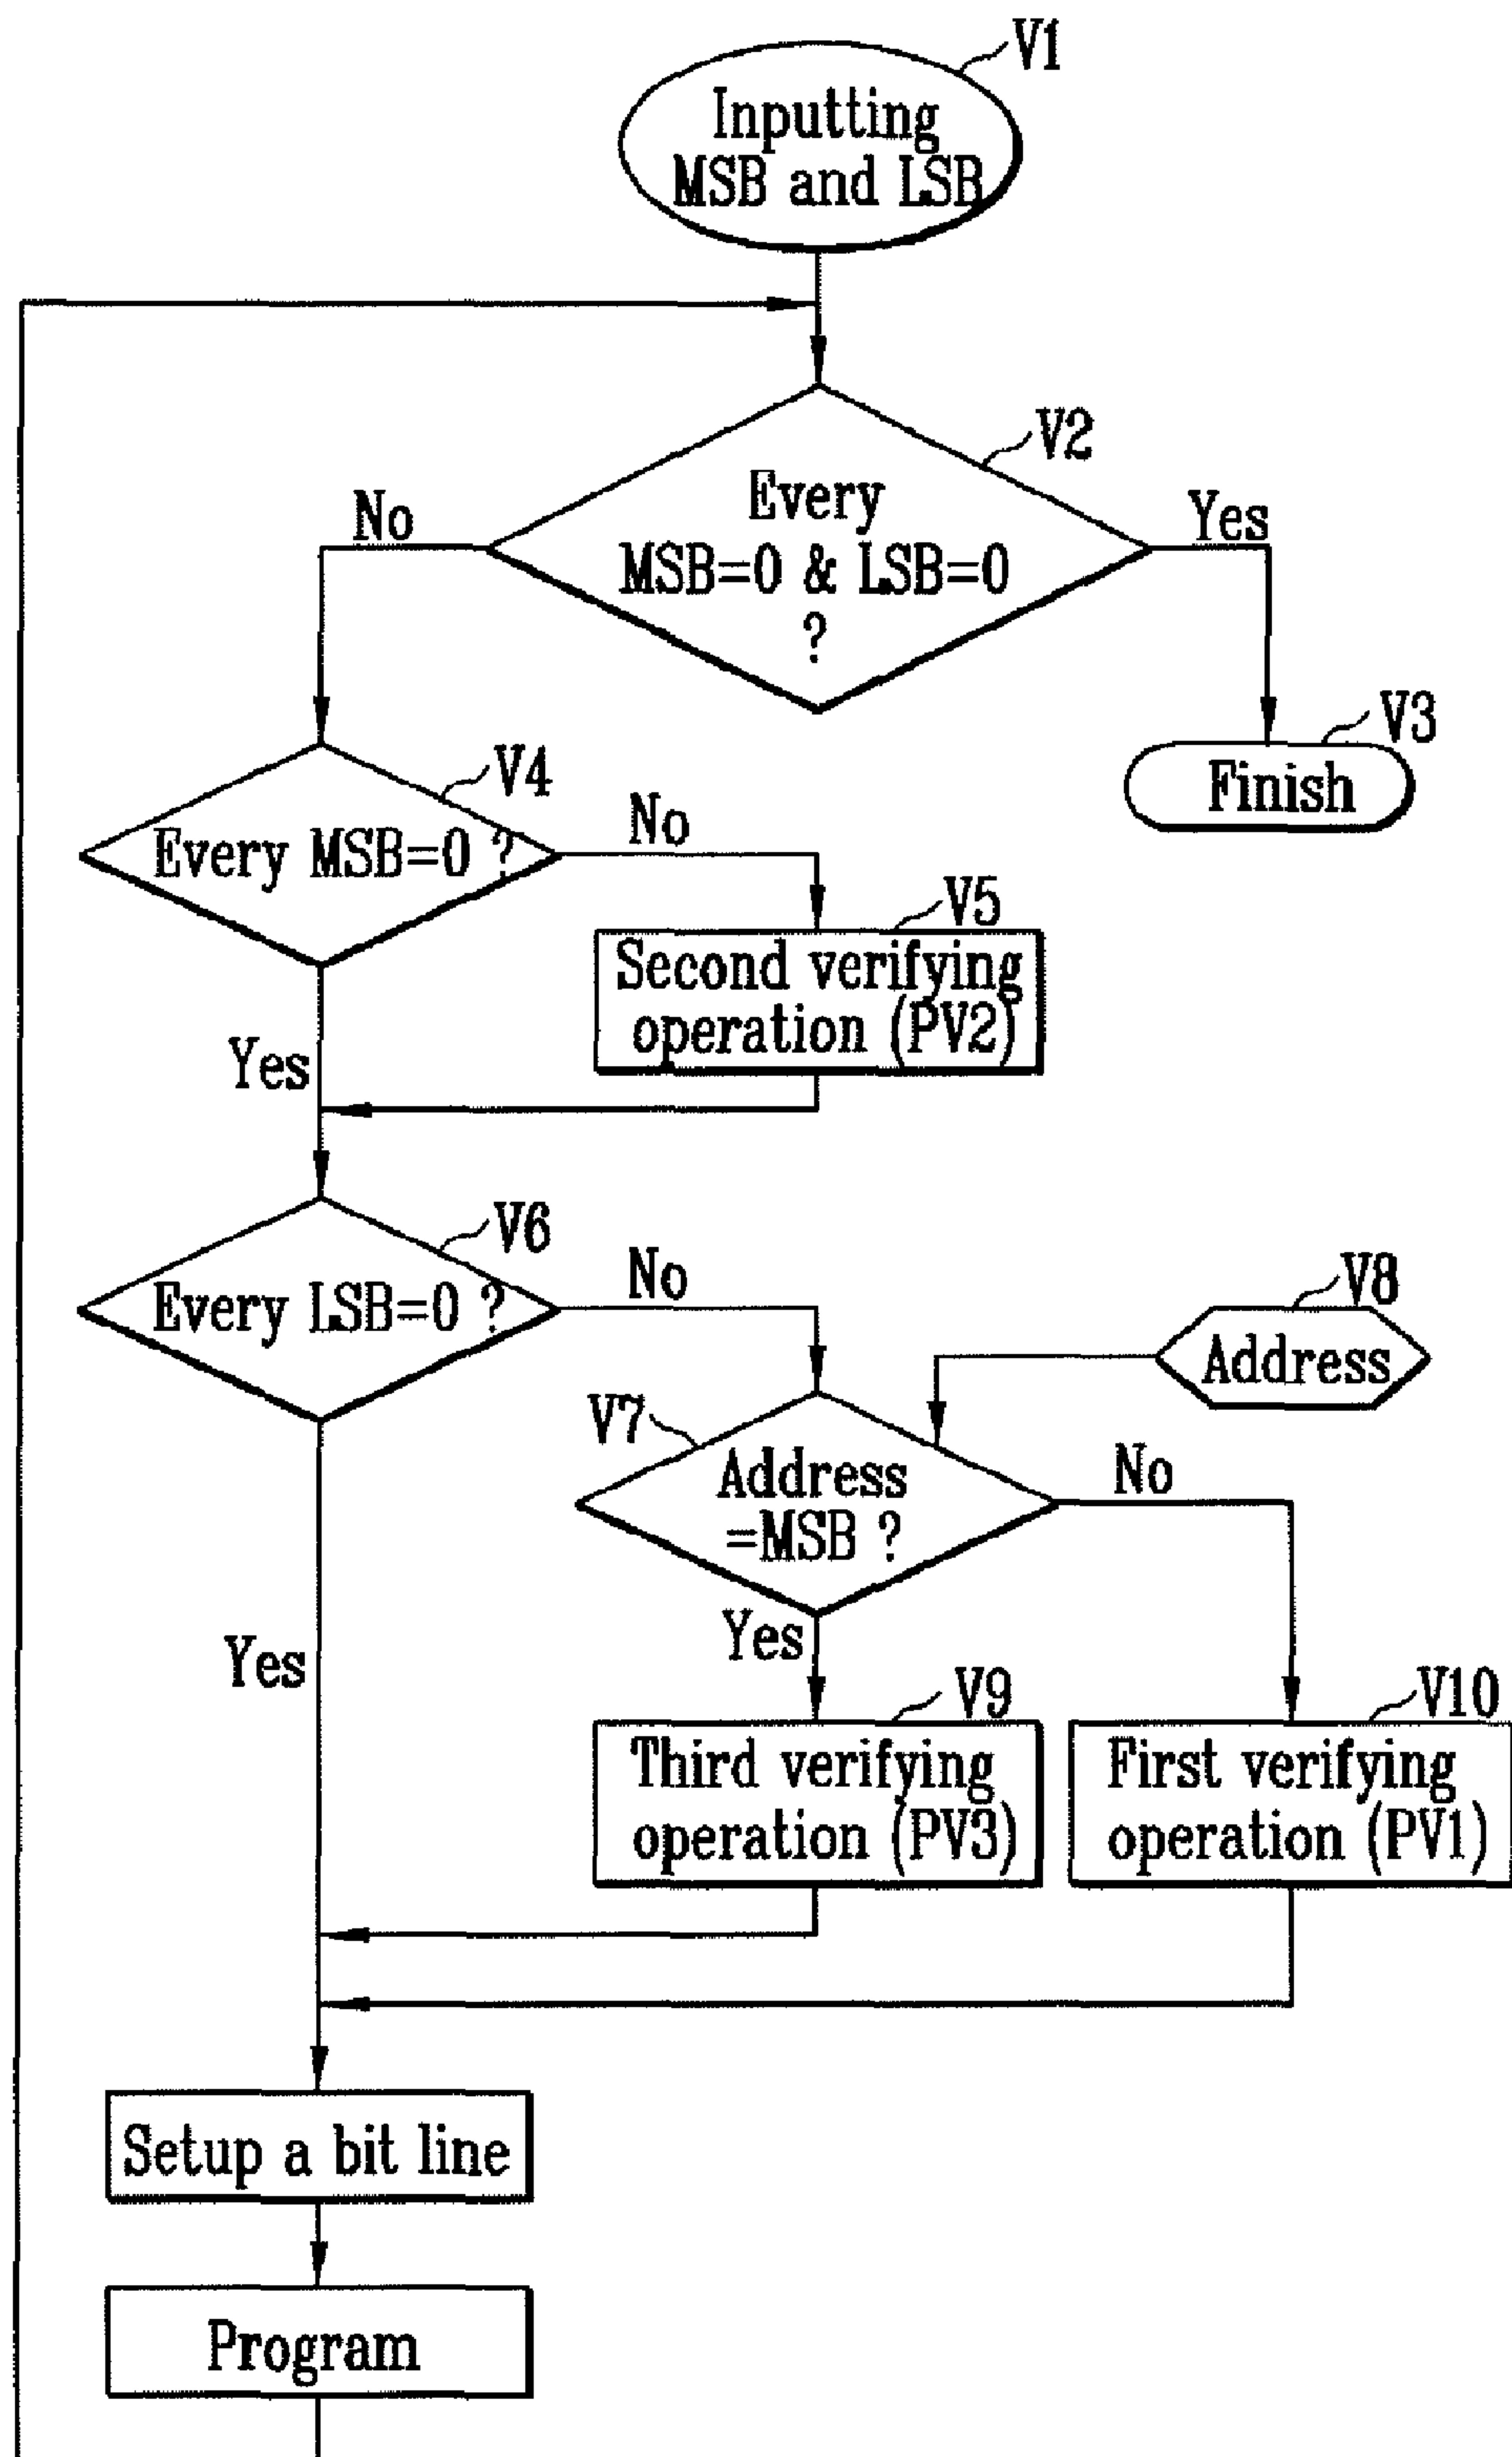 V1
Inputting
MSB and LSB
V2
Every
MSB=0 & LSB=0
?
No
Yes
V3
Finish
V4
Every MSB=0 ?
No
V5
Second verifying
operation (PV2)
Yes
V6
Every LSB=0 ?
No
V8
Address
V7
Address
=MSB ?
No
Yes
Yes
V9
Third verifying
operation (PV3)
V10
First verifying
operation (PV1)
Setup a bit line
Program